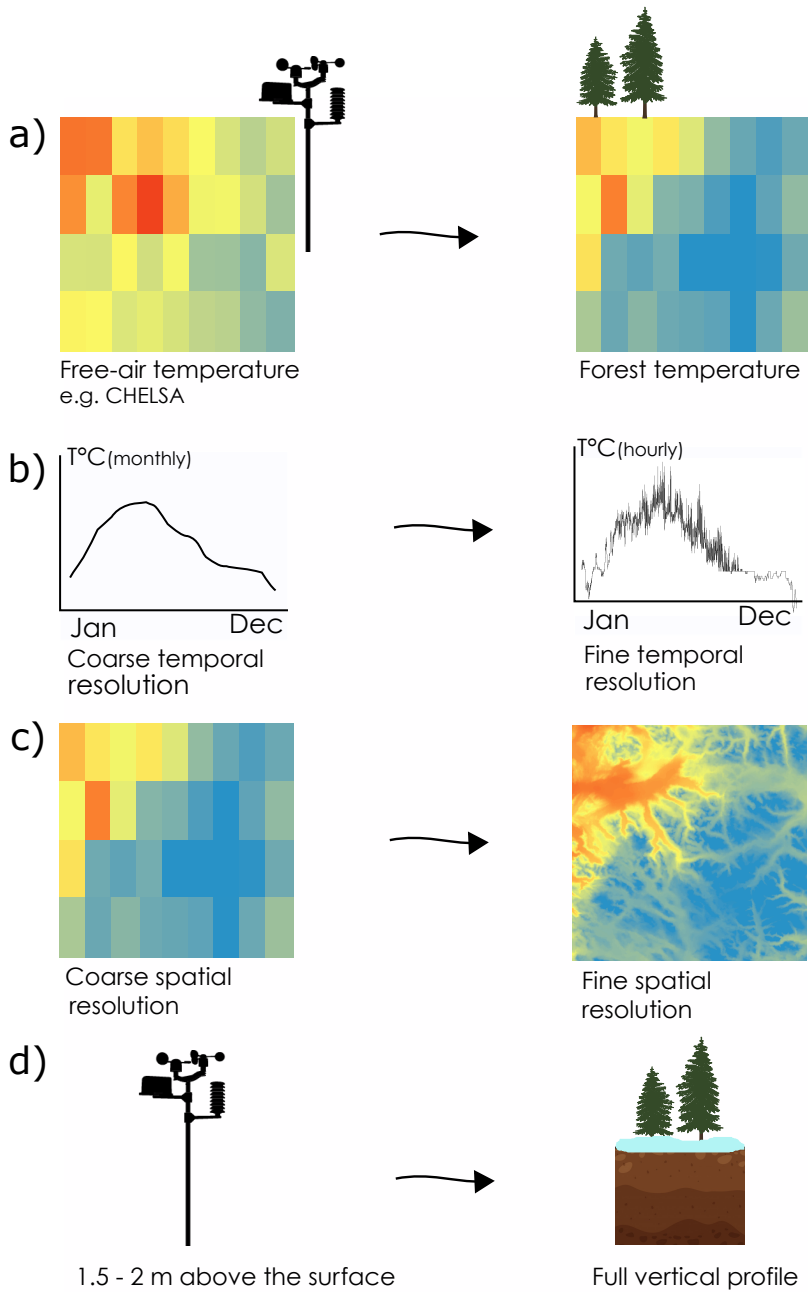 a)
Free-air temperature
e.g. CHELSA
Forest temperature
b)
T°C(monthly)
Jan
Dec
Coarse temporal
resolution
T°C(hourly)
Jan
Dec
Fine temporal
resolution
c)
Coarse spatial
resolution
Fine spatial
resolution
d)
1.5 - 2 m above the surface
Full vertical profile